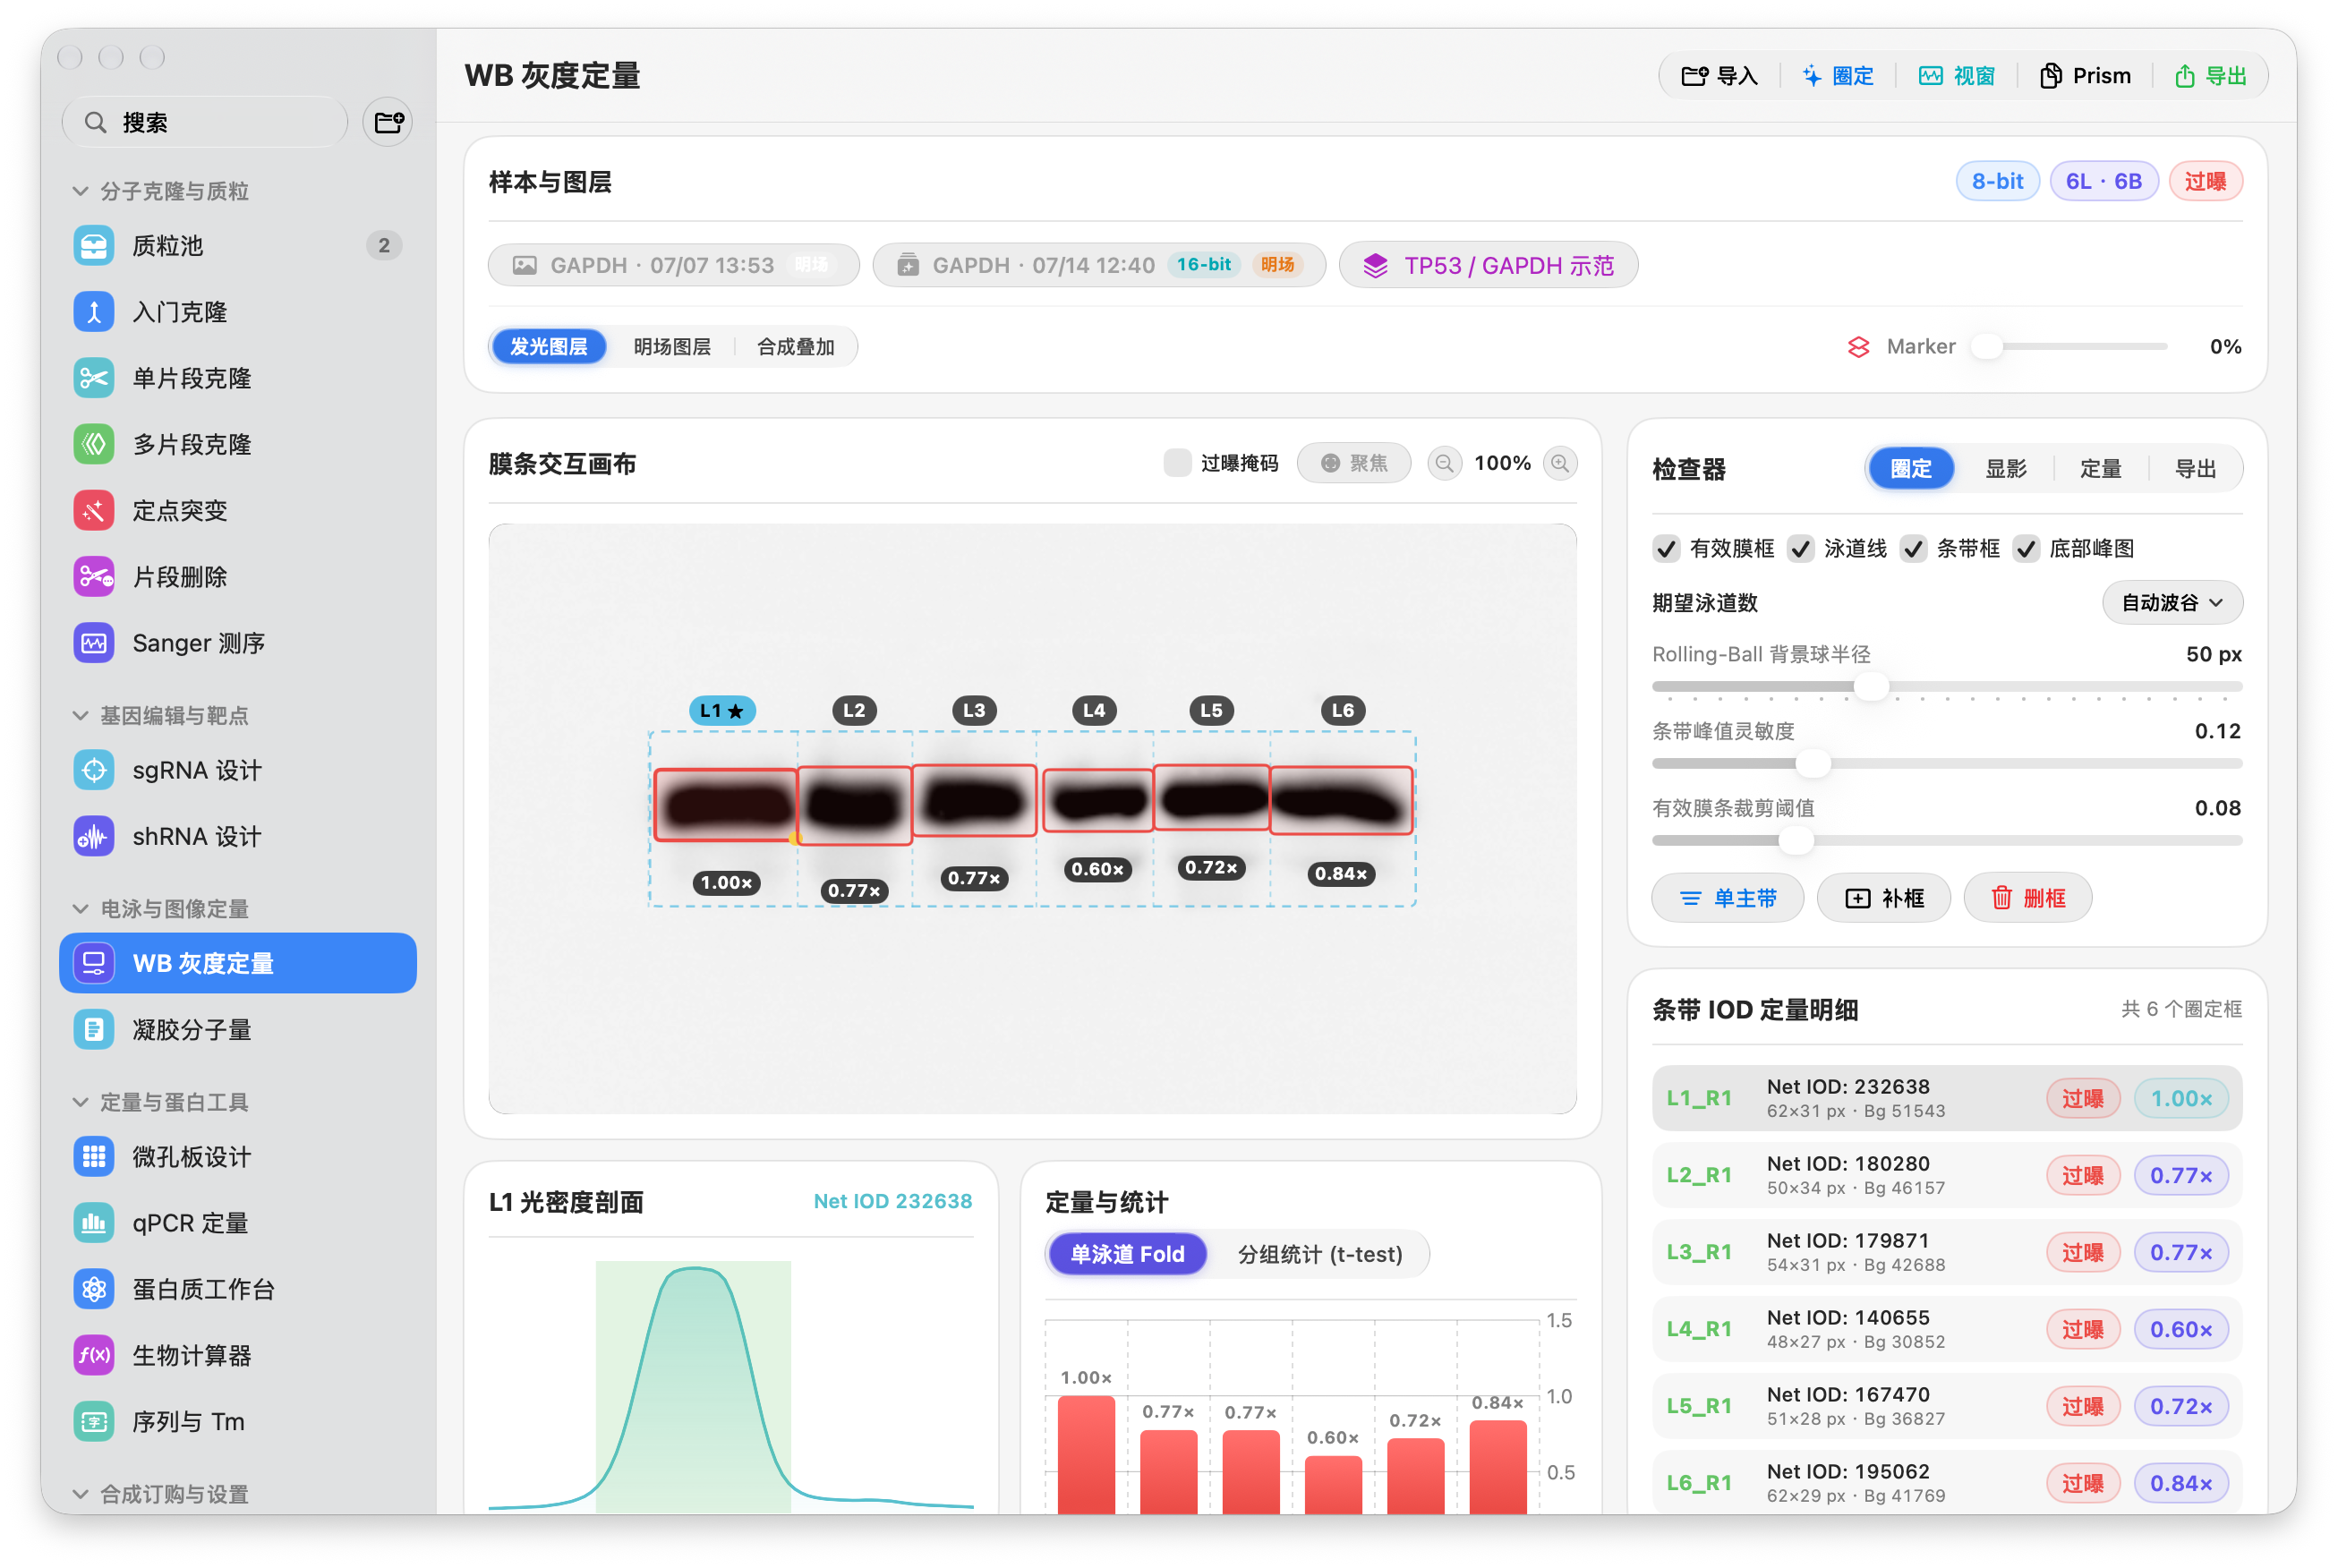 WB 灰度定量
导入
圈定
视窗
Prism
导出
搜索
分子克隆与质粒
质粒池
2
入门克隆
单片段克隆
多片段克隆
定点突变
片段删除
Sanger 测序
基因编辑与靶点
sgRNA 设计
shRNA 设计
电泳与图像定量
WB 灰度定量
凝胶分子量
定量与蛋白工具
微孔板设计
qPCR 定量
蛋白质工作台
f(x)
生物计算器
字
序列与 Tm
合成订购与设置
样本与图层
8-bit
6L · 6B
过曝
GAPDH · 07/07 13:53 明场
GAPDH · 07/14 12:40 16-bit 明场
TP53 / GAPDH 示范
发光图层
明场图层
合成叠加
Marker
0%
膜条交互画布
过曝掩码
聚焦
100%
L1 ★
L2
L3
L4
L5
L6
1.00×
0.77×
0.77×
0.60×
0.72×
0.84×
检查器
圈定
显影
定量
导出
有效膜框
泳道线
条带框
底部峰图
期望泳道数
自动波谷
Rolling-Ball 背景球半径
50 px
条带峰值灵敏度
0.12
有效膜条裁剪阈值
0.08
单主带
补框
删框
L1 光密度剖面
Net IOD 232638
定量与统计
单泳道 Fold
分组统计 (t-test)
1.5
1.0
0.5
1.00×
0.77×
0.77×
0.60×
0.72×
0.84×
条带 IOD 定量明细
共 6 个圈定框
L1_R1
Net IOD: 232638
62×31 px · Bg 51543
过曝
1.00×
L2_R1
Net IOD: 180280
50×34 px · Bg 46157
过曝
0.77×
L3_R1
Net IOD: 179871
54×31 px · Bg 42688
过曝
0.77×
L4_R1
Net IOD: 140655
48×27 px · Bg 30852
过曝
0.60×
L5_R1
Net IOD: 167470
51×28 px · Bg 36827
过曝
0.72×
L6_R1
Net IOD: 195062
62×29 px · Bg 41769
过曝
0.84×